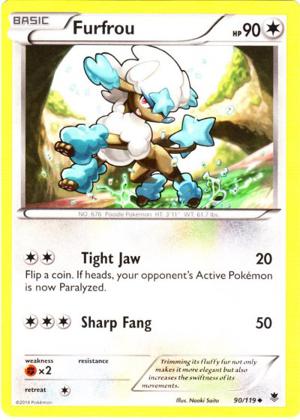 BASIC
Furfrou
HP 90
NO. 676 Poodle Pokémon HT: 3'11" WT: 61.7 lbs.
Tight Jaw 20
Flip a coin. If heads, your opponent's Active Pokémon
is now Paralyzed.
Sharp Fang 50
weakness
resistance
×2
retreat
Trimming its fluffy fur not only
makes it more elegant but also
increases the swiftness of its
movements.
©2014 Pokémon
Illus. Naoki Saito
90/119